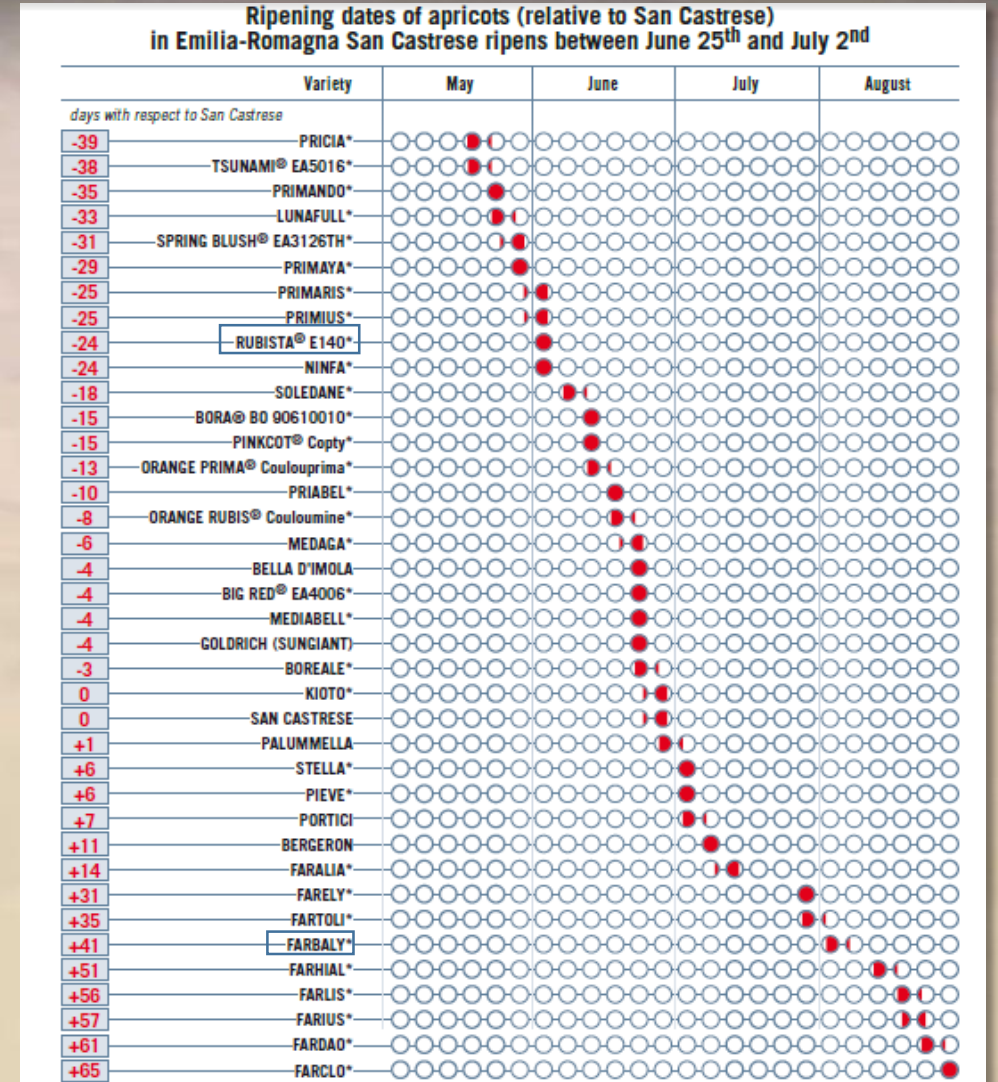 Ripening dates of apricots (relative to San Castrese)
in Emilia-Romagna San Castrese ripens between June 25th and July 2nd
Variety May June July August
days with respect to San Castrese
-39 PRICIA*
-38 TSUNAMI® EA5016*
-35 PRIMANDO*
-33 LUNAFULL*
-31 SPRING BLUSH® EA3126TH*
-29 PRIMAYA*
-25 PRIMARIS*
-25 PRIMIUS*
-24 RUBISTA® E140*
-24 NINFA*
-18 SOLEDANE*
-15 BORA® BO 90610010*
-15 PINKCOT® Copty*
-13 ORANGE PRIMA® Coulouprima*
-10 PRIABEL*
-8 ORANGE RUBIS® Couloumine*
-6 MEDAGA*
-4 BELLA D'IMOLA
-4 BIG RED® EA4006*
-4 MEDIABELL*
-4 GOLDRICH (SUNGIANT)
-3 BOREALE*
0 KIOTO*
0 SAN CASTRESE
+1 PALUMMELLA
+6 STELLA*
+6 PIEVE*
+7 PORTICI
+11 BERGERON
+14 FARALIA*
+31 FARELY*
+35 FARTOLI*
+41 FARBALY*
+51 FARHIAL*
+56 FARLIS*
+57 FARIUS*
+61 FARDAO*
+65 FARCLO*